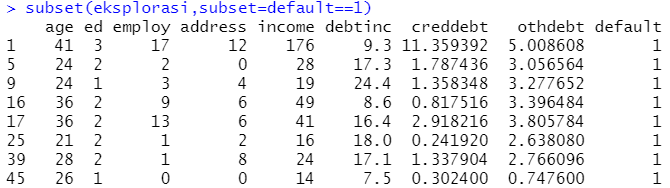 > subset(eksplorasi,subset=default==1)
age ed employ address income debtinc creddebt othdebt default
1 41 3 17 12 176 9.3 11.359392 5.008608 1
5 24 2 2 0 28 17.3 1.787436 3.056564 1
9 24 1 3 4 19 24.4 1.358348 3.277652 1
16 36 2 9 6 49 8.6 0.817516 3.396484 1
17 36 2 13 6 41 16.4 2.918216 3.805784 1
25 21 2 1 2 16 18.0 0.241920 2.638080 1
39 28 2 1 8 24 17.1 1.337904 2.766096 1
45 26 1 0 0 14 7.5 0.302400 0.747600 1